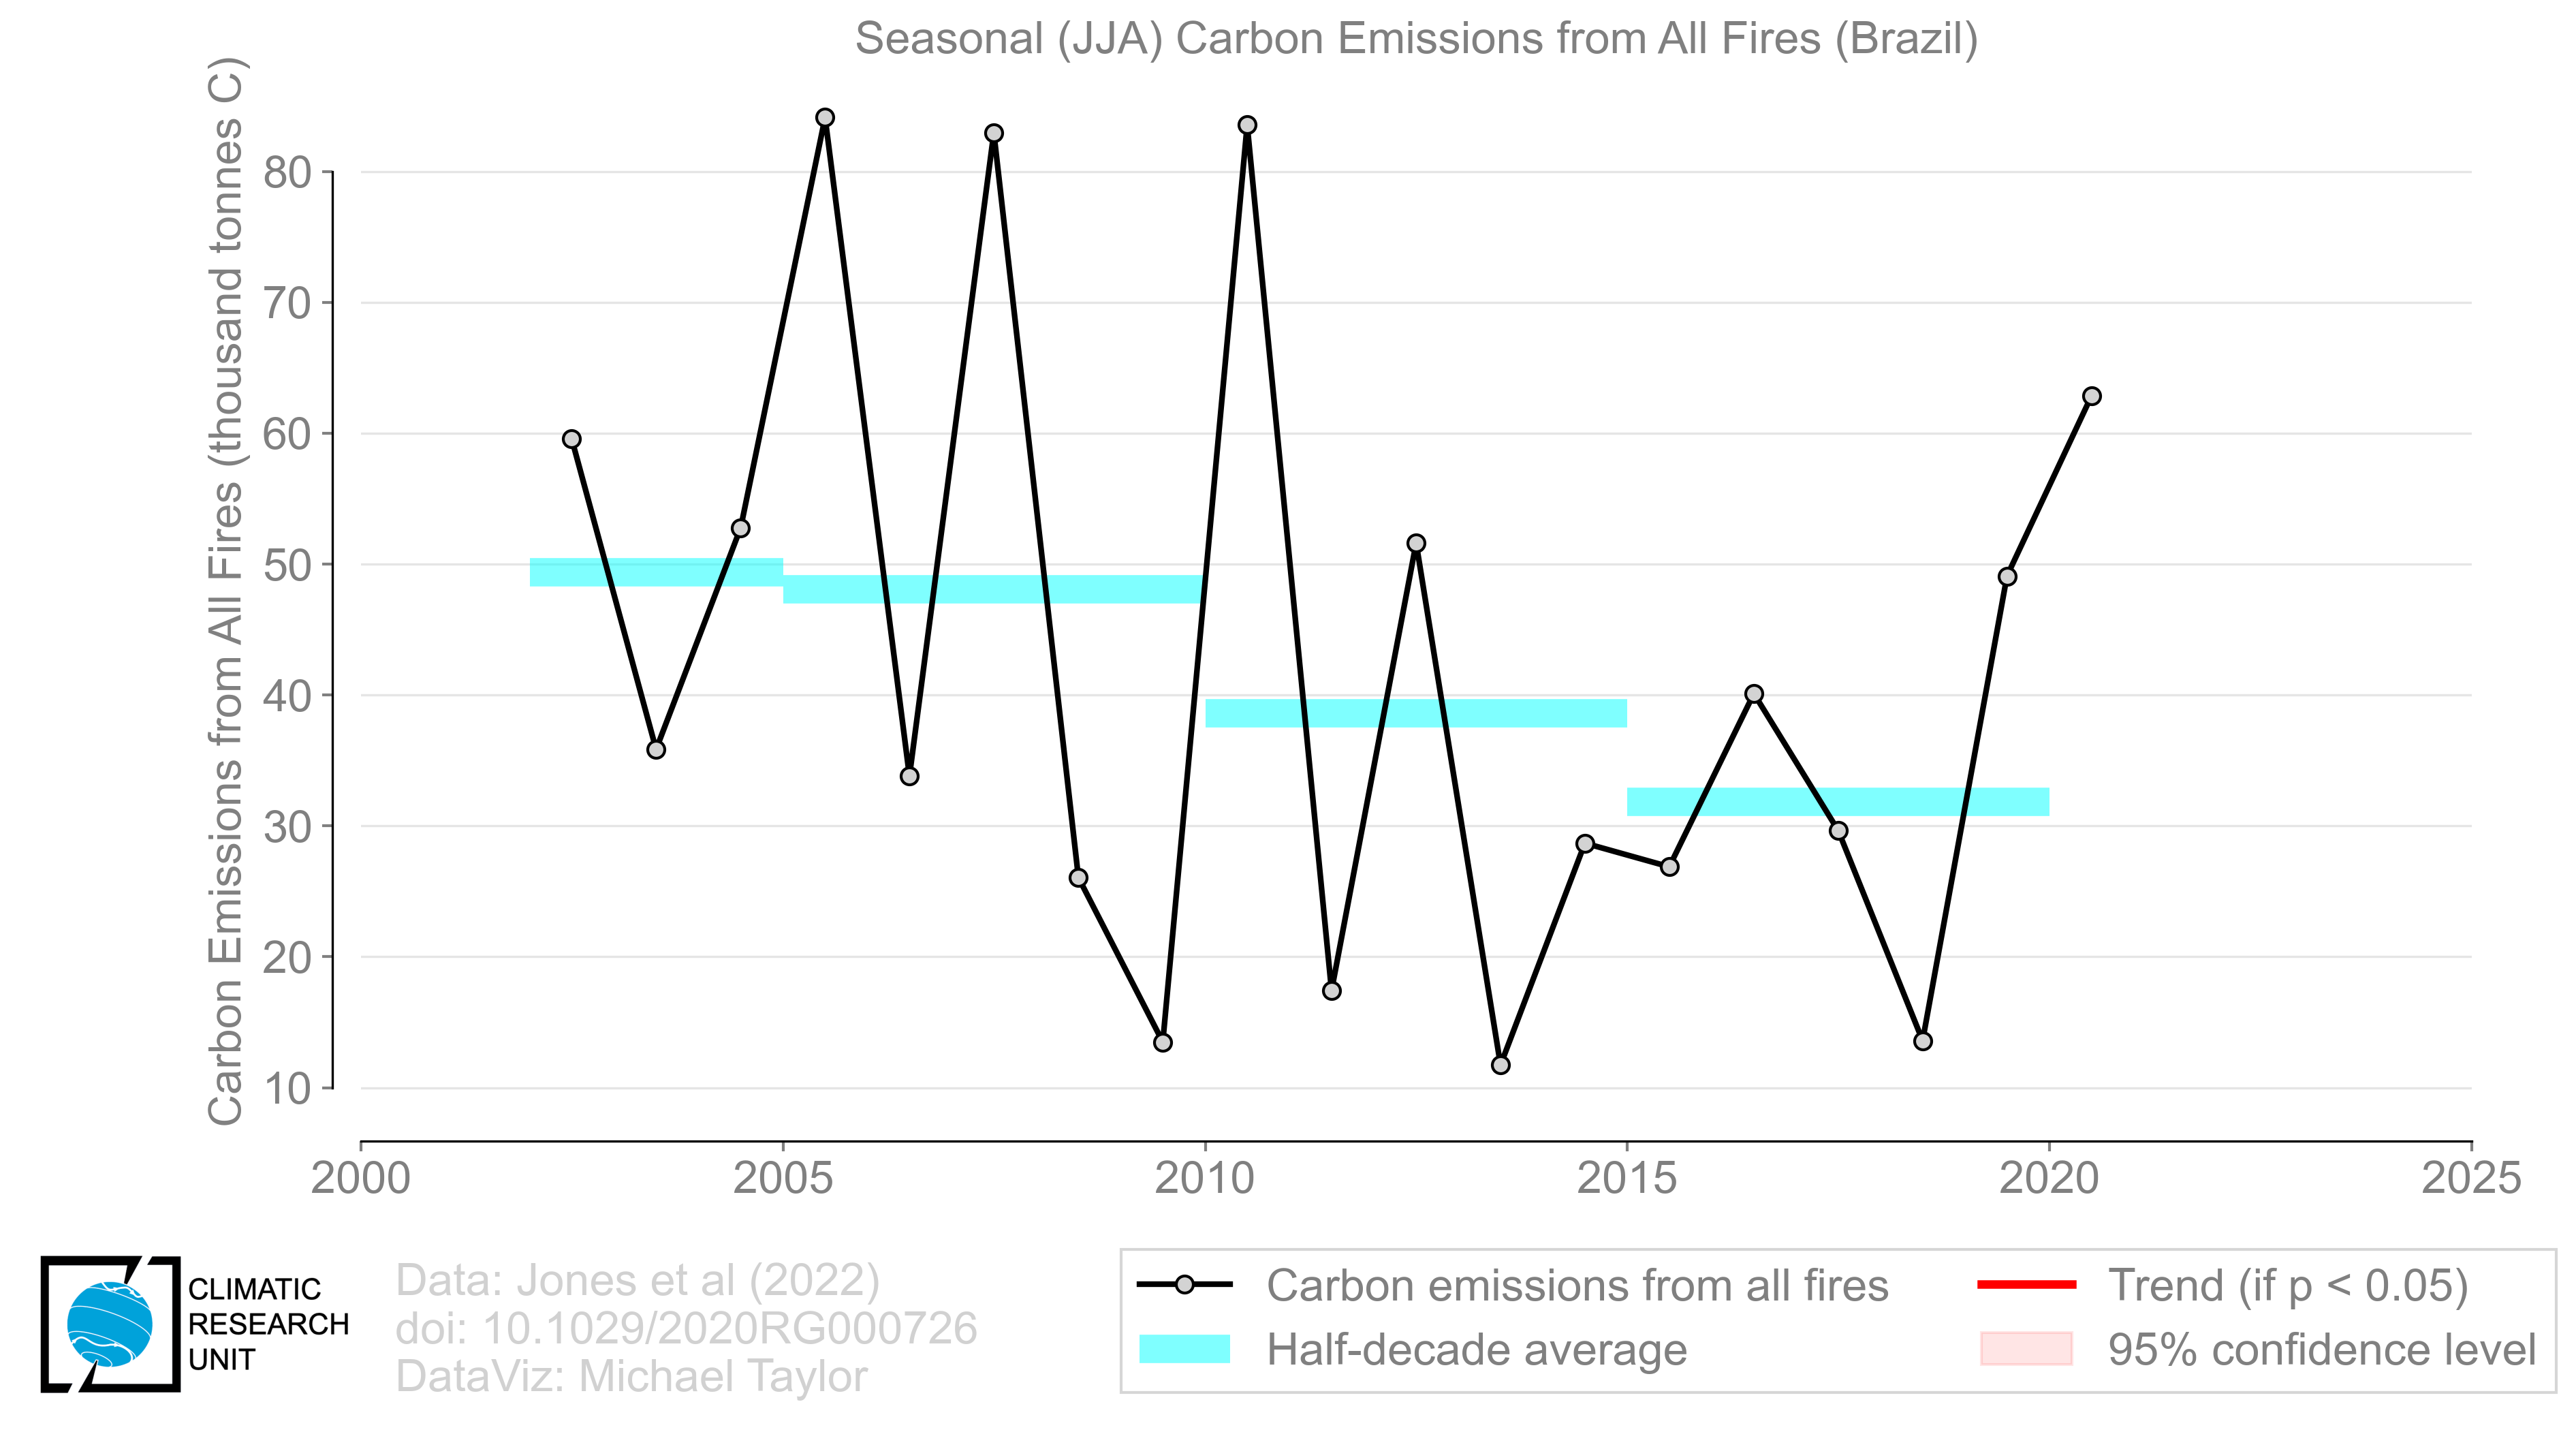 Seasonal (JJA) Carbon Emissions from All Fires (Brazil)
Carbon Emissions from All Fires (thousand tonnes C)
80
70
60
50
40
30
20
10
2000 2005 2010 2015 2020 2025
CLIMATIC
RESEARCH
UNIT
Data: Jones et al (2022)
doi: 10.1029/2020RG000726
DataViz: Michael Taylor
Carbon emissions from all fires
Half-decade average
Trend (if p < 0.05)
95% confidence level